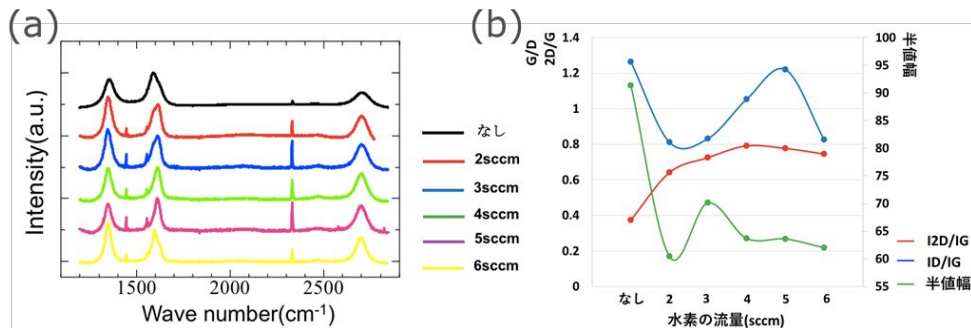 (a)
Intensity(a.u.)
1500 2000 2500
Wave number(cm-1)
なし
2sccm
3sccm
4sccm
5sccm
6sccm
(b)
G/D
2D/G
半値幅
1.4
1.2
1
0.8
0.6
0.4
0.2
0
100
95
90
85
80
75
70
65
60
55
なし 2 3 4 5 6
水素の流量(sccm)
I2D/IG
ID/IG
半値幅